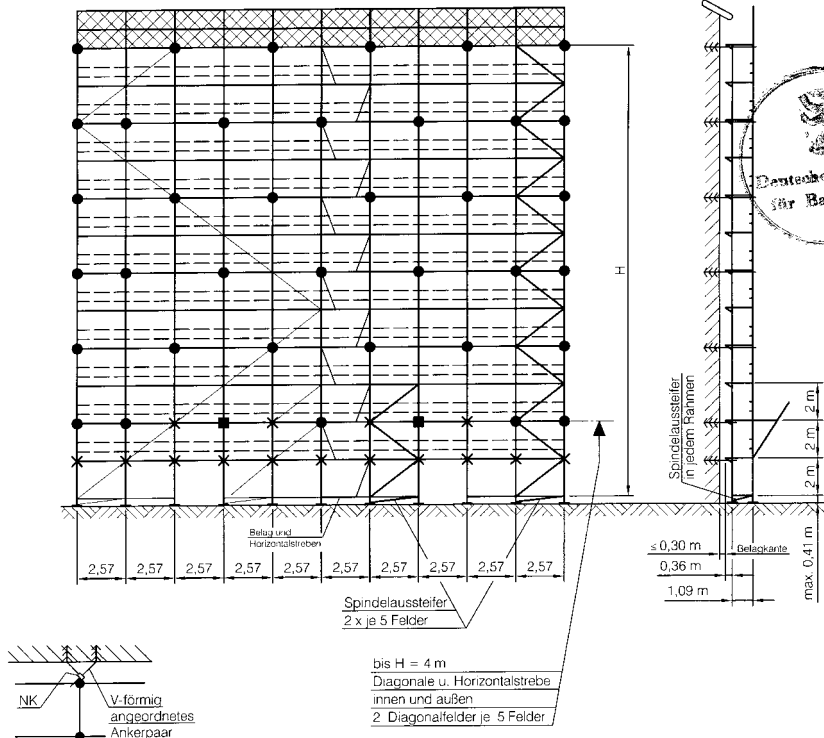 H
Deutsche
für Ba
Spindelaussteifer
in jedem Rahmen
2 m
2 m
2 m
Belag und
Horizontalstreben
2,57 2,57 2,57 2,57 2,57 2,57 2,57 2,57 2,57 2,57
≤ 0,30 m
Belagkante
0,36 m
1,09 m
max. 0,41 m
Spindelaussteifer
2 x je 5 Felder
bis H = 4 m
Diagonale u. Horizontalstrebe
innen und außen
2 Diagonalfelder je 5 Felder
NK
V-förmig
angeordnetes
Ankerpaar